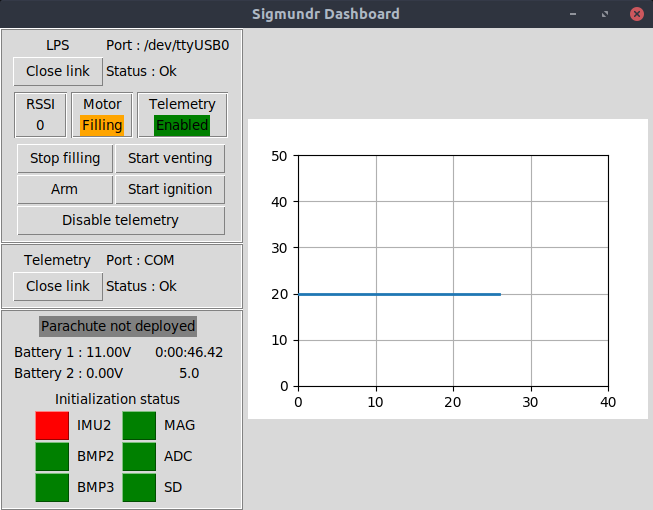 Sigmundr Dashboard
LPS Port : /dev/ttyUSB0
Close link Status : Ok
RSSI Motor Telemetry
0 Filling Enabled
Stop filling Start venting
Arm Start ignition
Disable telemetry
Telemetry Port : COM
Close link Status : Ok
Parachute not deployed
Battery 1 : 11.00V 0:00:46.42
Battery 2 : 0.00V 5.0
Initialization status
IMU2 MAG
BMP2 ADC
BMP3 SD
50
40
30
20
10
0
0 10 20 30 40